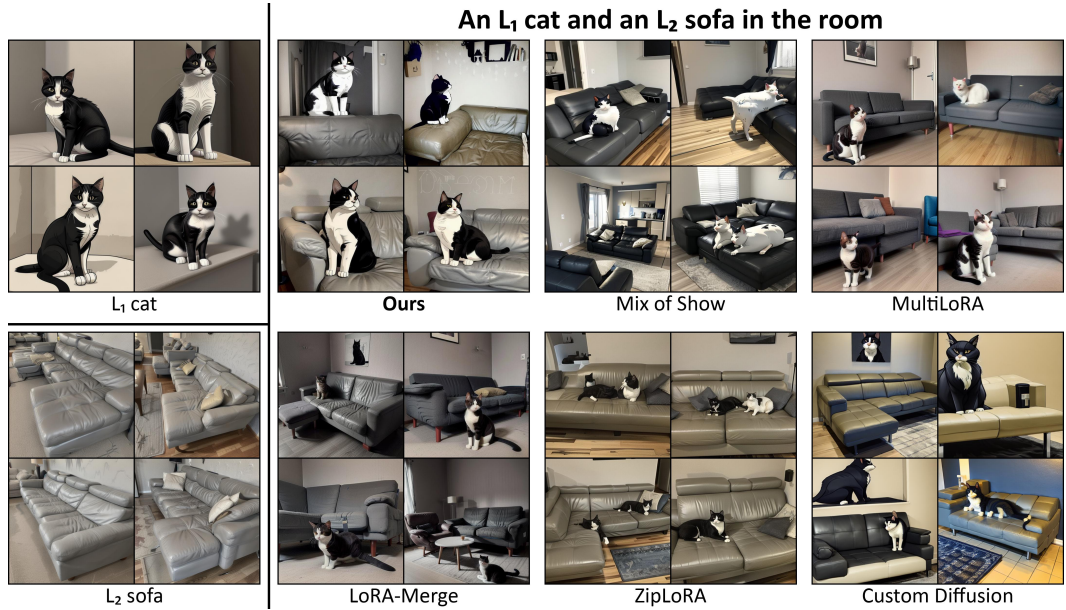 An L₁ cat and an L₂ sofa in the room
L₁ cat
Ours
Mix of Show
MultiLoRA
L₂ sofa
LoRA-Merge
ZipLoRA
Custom Diffusion